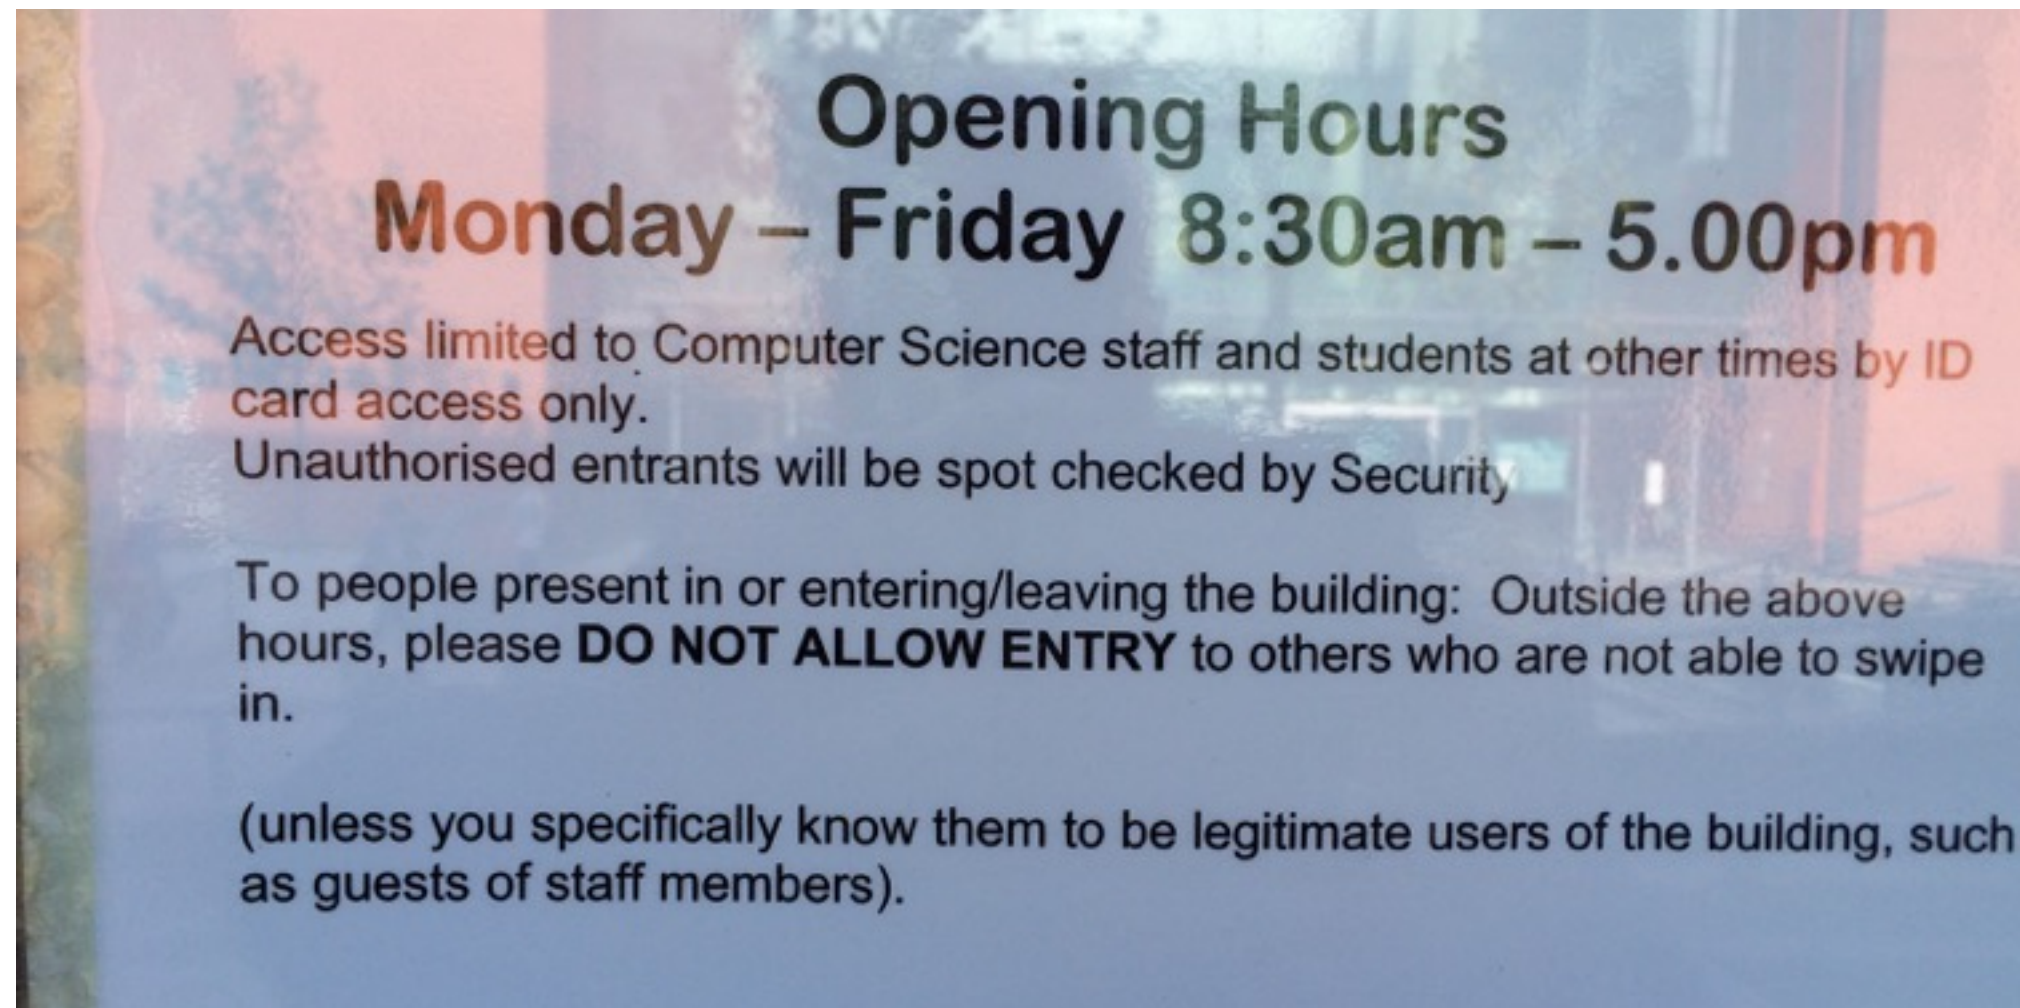 Opening Hours
Monday – Friday 8:30am – 5.00pm
Access limited to Computer Science staff and students at other times by ID
card access only.
Unauthorised entrants will be spot checked by Security
To people present in or entering/leaving the building: Outside the above
hours, please DO NOT ALLOW ENTRY to others who are not able to swipe
in.
(unless you specifically know them to be legitimate users of the building, such
as guests of staff members).